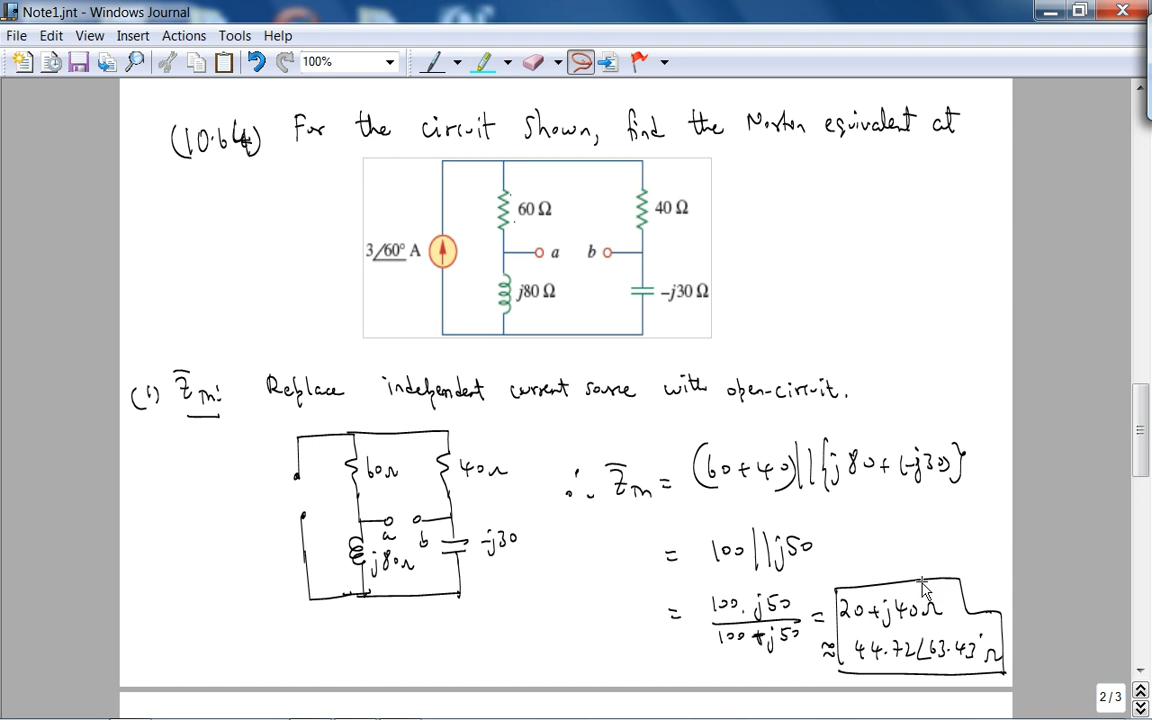 Note1.jnt - Windows Journal
File Edit View Insert Actions Tools Help
100%
(10.64) For the circuit shown, find the Norton equivalent at
60 Ω
40 Ω
3/60° A
a
b
j80 Ω
-j30 Ω
(i) Z̅m: Replace independent current source with open-circuit.
60Ω
40Ω
a
b
j80Ω
-j30
∴ Z̅m = (60+40)||{j80+(-j30)}
= 100||j50
= 100.j50 / 100+j50 = 20+j40Ω
≈ 44.72∠63.43°Ω
2 / 3